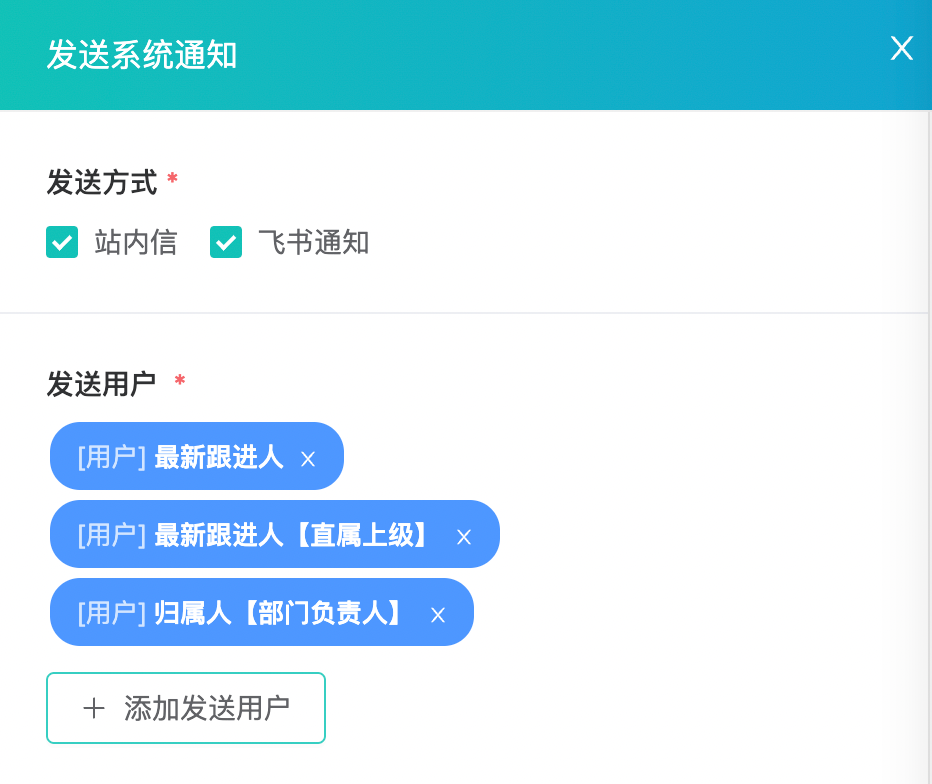 发送系统通知
发送方式 *
站内信 飞书通知
发送用户 *
[用户] 最新跟进人 x
[用户] 最新跟进人【直属上级】 x
[用户] 归属人【部门负责人】 x
+ 添加发送用户